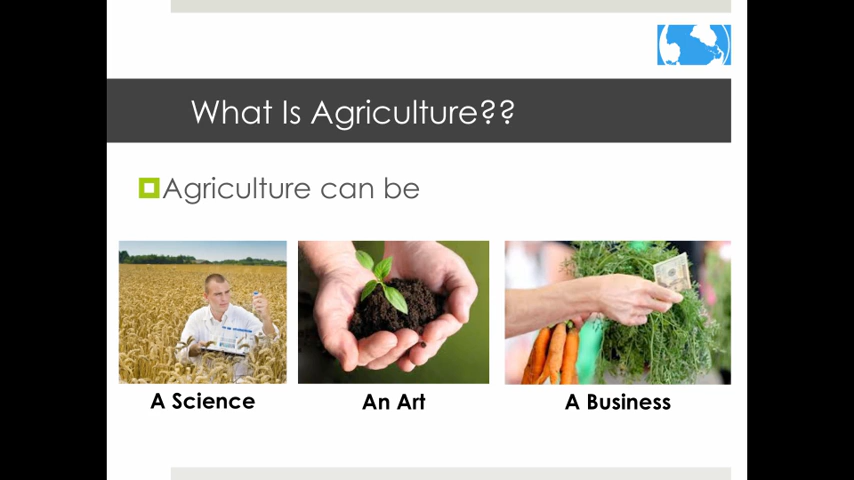 What Is Agriculture??
Agriculture can be
A Science
An Art
A Business